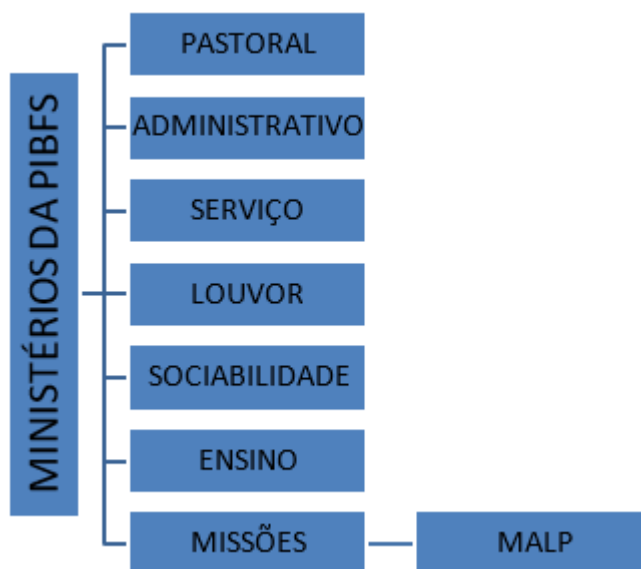 MINISTÉRIOS DA PIBFS
PASTORAL
ADMINISTRATIVO
SERVIÇO
LOUVOR
SOCIABILIDADE
ENSINO
MISSÕES
MALP